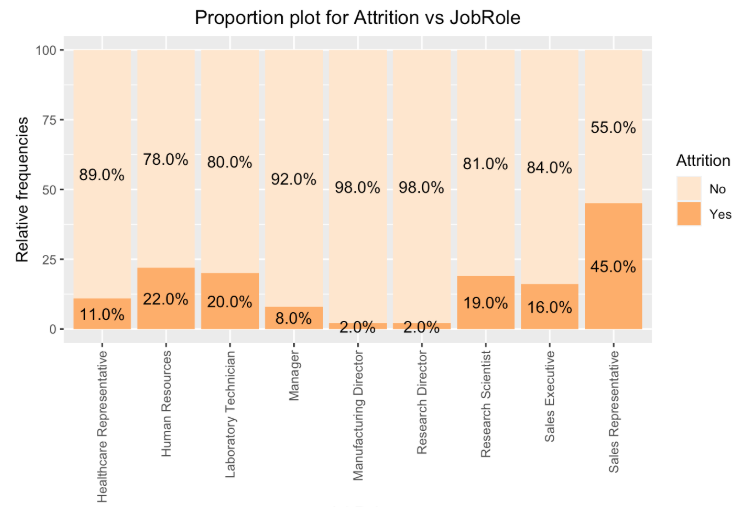 Proportion plot for Attrition vs JobRole
Relative frequencies
100
75
50
25
0
89.0%
78.0%
80.0%
92.0%
98.0%
98.0%
81.0%
84.0%
55.0%
11.0%
22.0%
20.0%
8.0%
2.0%
2.0%
19.0%
16.0%
45.0%
Healthcare Representative
Human Resources
Laboratory Technician
Manager
Manufacturing Director
Research Director
Research Scientist
Sales Executive
Sales Representative
Attrition
No
Yes